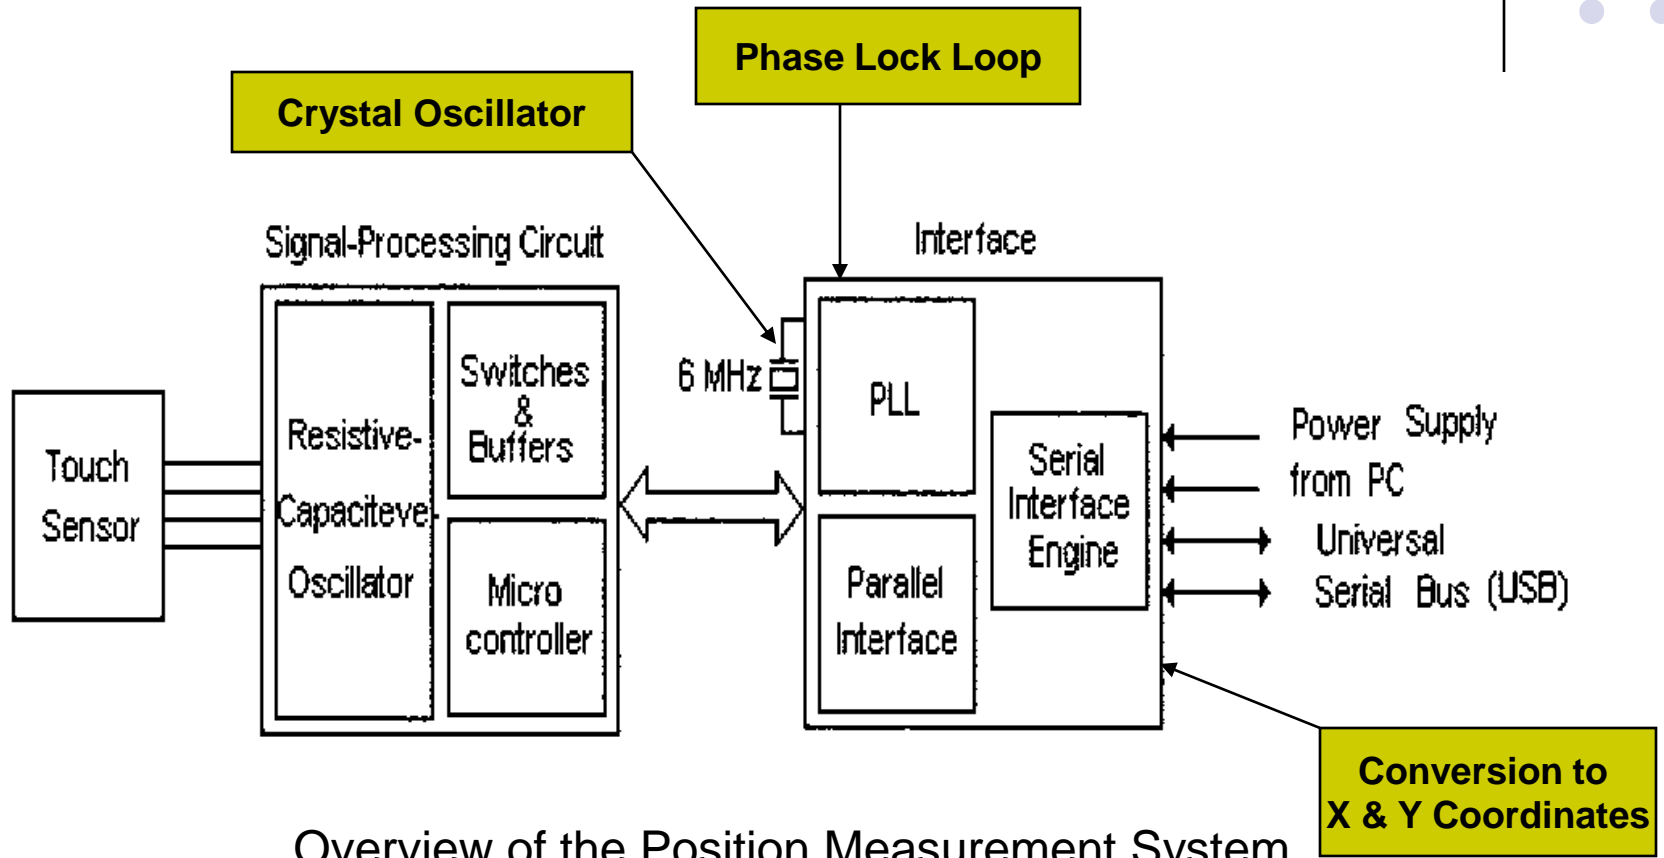 Phase Lock Loop
Crystal Oscillator
Signal-Processing Circuit
Interface
Touch
Sensor
Resistive-
Capaciteve-
Oscillator
Switches
&
Buffers
Micro
controller
6 MHz
PLL
Parallel
Interface
Serial
Interface
Engine
Power Supply
from PC
Universal
Serial Bus (USB)
Conversion to
X & Y Coordinates
Overview of the Position Measurement System